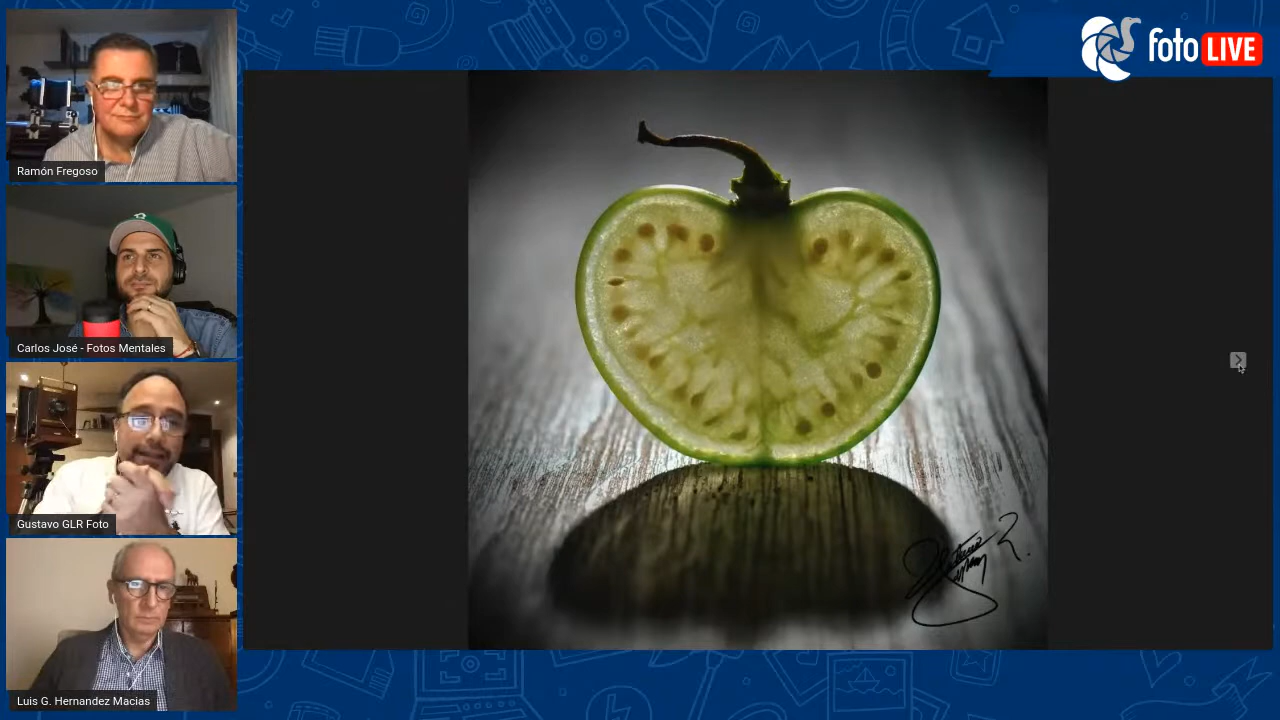 foto LIVE
Ramón Fregoso
Carlos José - Fotos Mentales
Gustavo GLR Foto
Luis G. Hernandez Macias